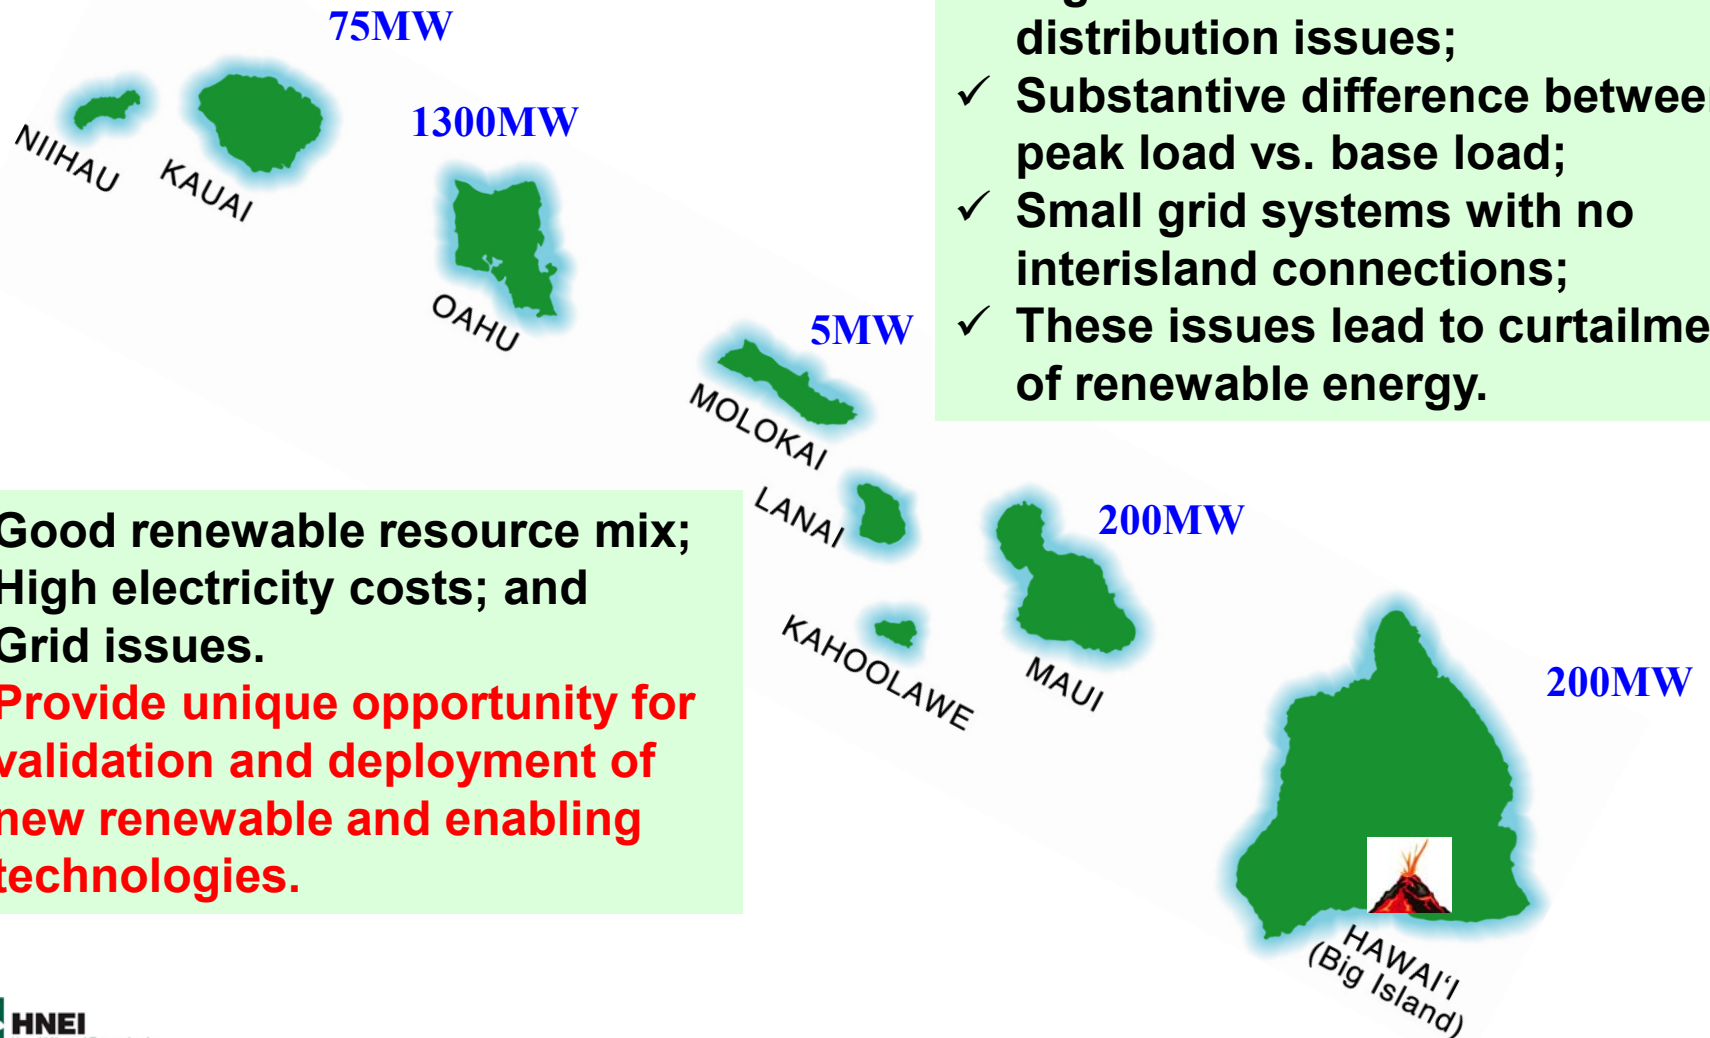 75MW
distribution issues;
✓ Substantive difference between
peak load vs. base load;
✓ Small grid systems with no
interisland connections;
✓ These issues lead to
of renewable energy.
NIIHAU
KAUAI
1300MW
OAHU
5MW
MOLOKAI
LANAI
200MW
KAHOOLAWE
MAUI
200MW
HAWAI‘I
(Big Island)
Good renewable resource mix;
High electricity costs; and
Grid issues.
Provide unique opportunity for
validation and deployment of
new renewable and enabling
technologies.
HNEI